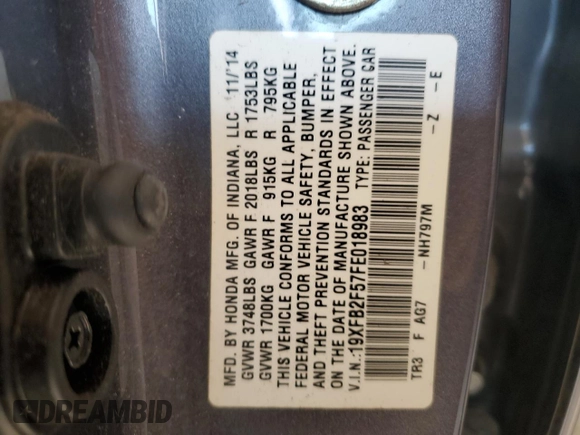 MFD. BY HONDA MFG. OF INDIANA, LLC 11/14
GVWR 3748LBS GAWR F 2018LBS R 1753LBS
GVWR 1700KG GAWR F 915KG R 795KG
THIS VEHICLE CONFORMS TO ALL APPLICABLE
FEDERAL MOTOR VEHICLE SAFETY, BUMPER,
AND THEFT PREVENTION STANDARDS IN EFFECT
ON THE DATE OF MANUFACTURE SHOWN ABOVE.
V.I.N.:19XFB2F57FE018983 TYPE: PASSENGER CAR
TR3 F AG7 -NH797M -Z -E
DREAMBID